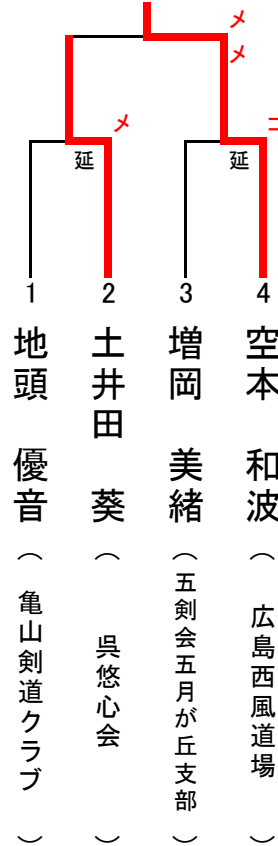 メ
メ
メ
コ
延
延
1
2
3
4
地頭 優音
土井田 葵
増岡 美緒
空本 和波
（亀山剣道クラブ）
（呉悠心会）
（五剣会五月が丘支部）
（広島西風道場）